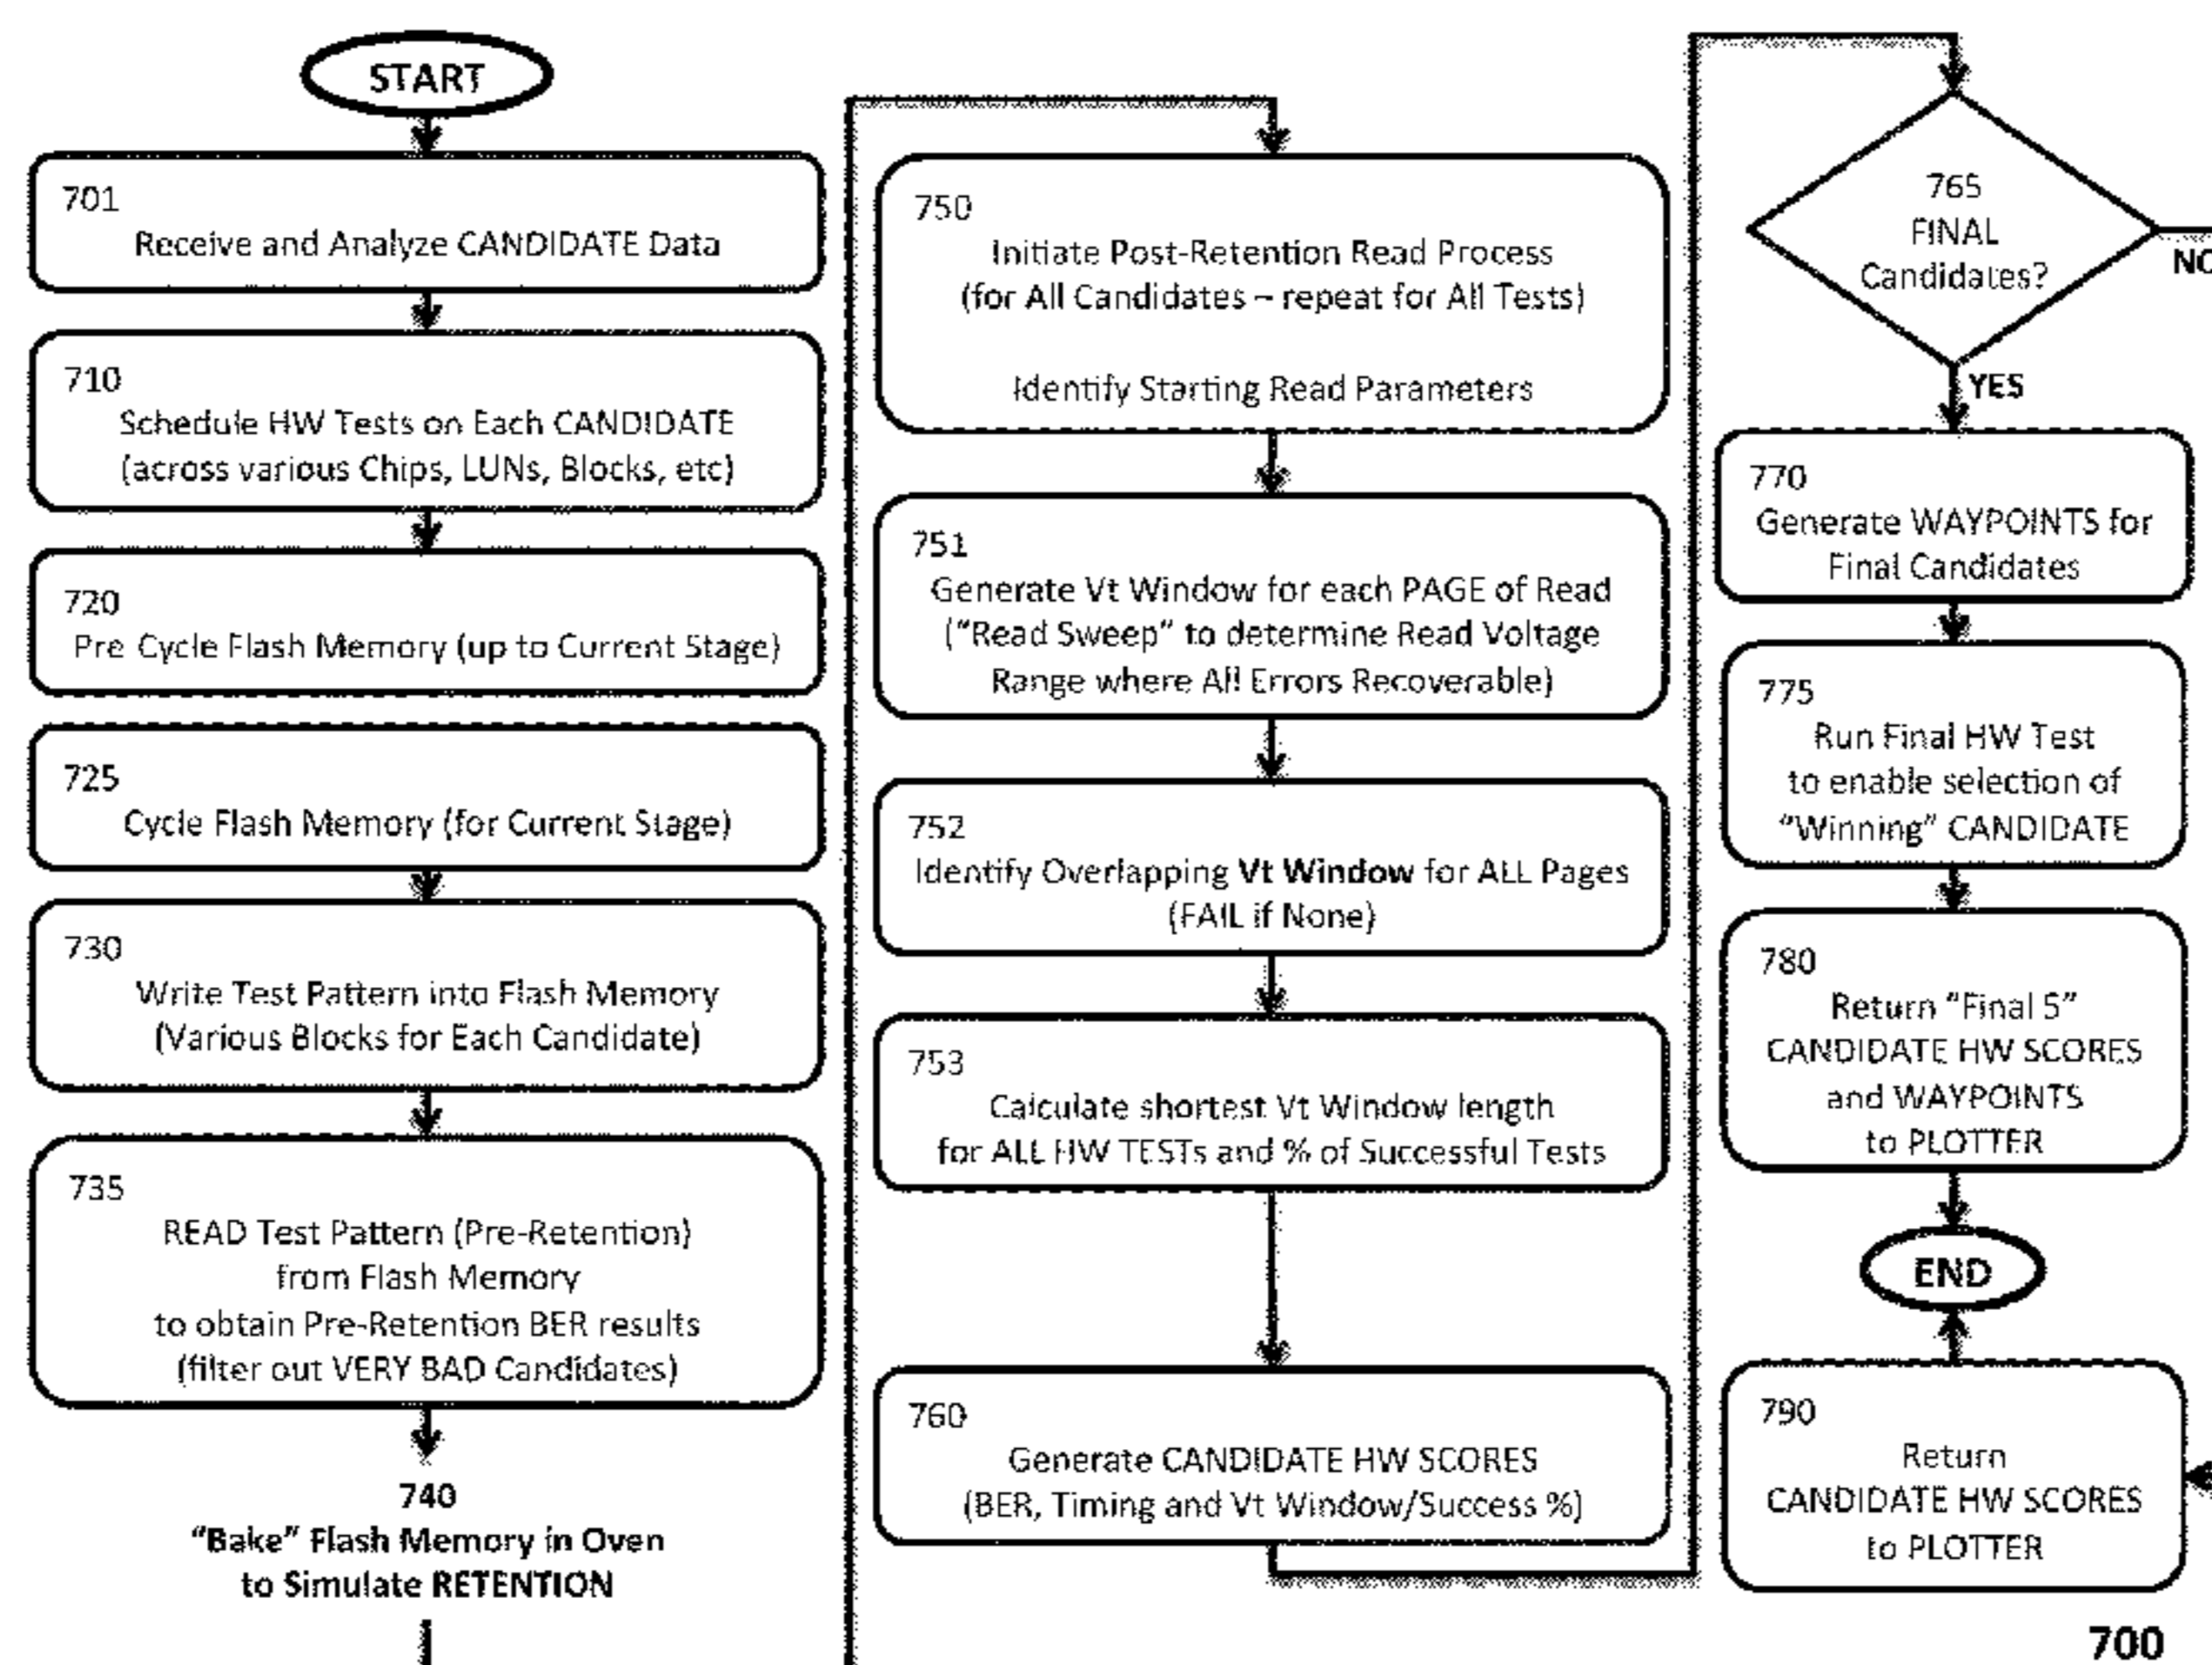 START
701
Receive and Analyze CANDIDATE Data
710
Schedule HW Tests on Each CANDIDATE
(across various Chips, LUNs, Blocks, etc)
720
Pre-Cycle Flash Memory (up to Current Stage)
725
Cycle Flash Memory (for Current Stage)
730
Write Test Pattern into Flash Memory
(Various Blocks for Each Candidate)
735
READ Test Pattern (Pre-Retention)
from Flash Memory
to obtain Pre-Retention BER results
(filter out VERY BAD Candidates)
740
"Bake" Flash Memory in Oven
to Simulate RETENTION
750
Initiate Post-Retention Read Process
(for All Candidates – repeat for All Tests)
Identify Starting Read Parameters
751
Generate Vt Window for each PAGE of Read
("Read Sweep" to determine Read Voltage
Range where All Errors Recoverable)
752
Identify Overlapping Vt Window for ALL Pages
(FAIL if None)
753
Calculate shortest Vt Window length
for ALL HW TESTs and % of Successful Tests
760
Generate CANDIDATE HW SCORES
(BER, Timing and Vt Window/Success %)
765
FINAL
Candidates?
NO
YES
770
Generate WAYPOINTS for
Final Candidates
775
Run Final HW Test
to enable selection of
"Winning" CANDIDATE
780
Return "Final 5"
CANDIDATE HW SCORES
and WAYPOINTS
to PLOTTER
END
790
Return
CANDIDATE HW SCORES
to PLOTTER
700